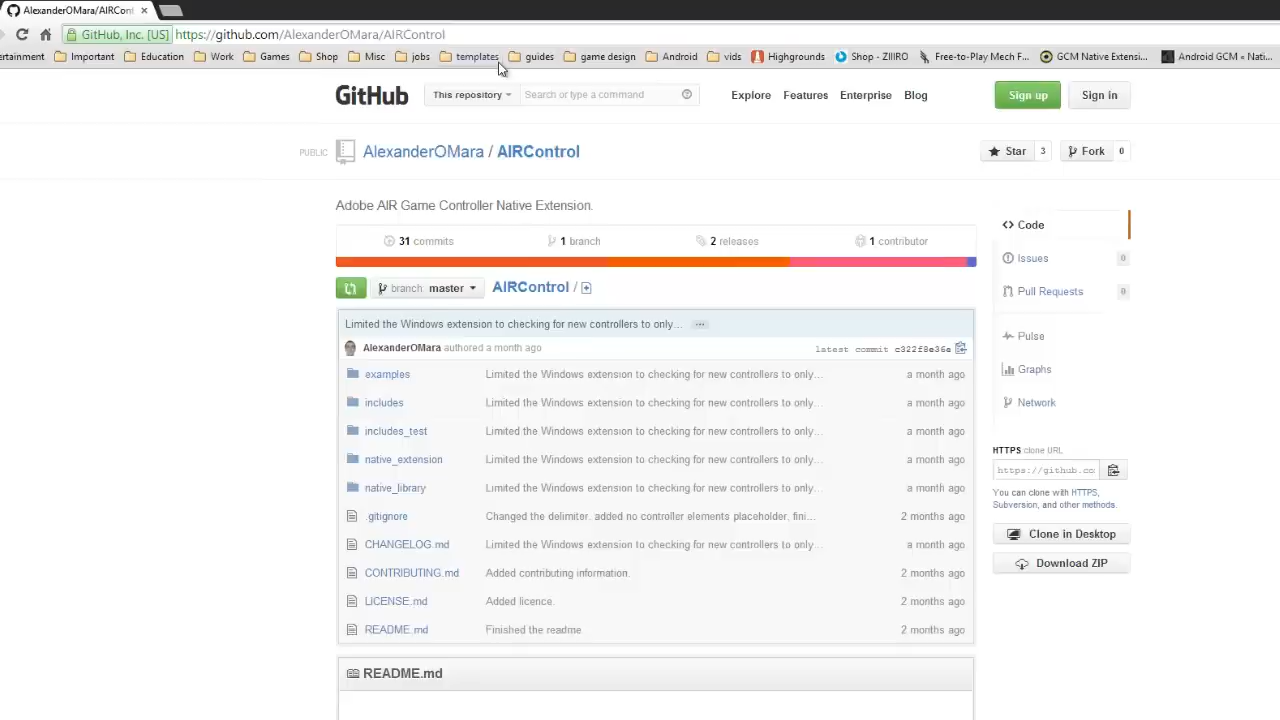 AlexanderOMara/AIRCont
GitHub, Inc. [US] https://github.com/AlexanderOMara/AIRControl
ertainment Important Education Work Games Shop Misc jobs templates guides game design Android vids Highgrounds Shop - ZIIIRO Free-to-Play Mech F... GCM Native Extensi... Android GCM « Nati...
GitHub This repository Search or type a command Explore Features Enterprise Blog Sign up Sign in
PUBLIC AlexanderOMara / AIRControl Star 3 Fork 0
Adobe AIR Game Controller Native Extension.
31 commits 1 branch 2 releases 1 contributor
branch: master AIRControl /
Limited the Windows extension to checking for new controllers to only... ...
AlexanderOMara authored a month ago latest commit c322f8e36e
examples Limited the Windows extension to checking for new controllers to only... a month ago
includes Limited the Windows extension to checking for new controllers to only... a month ago
includes_test Limited the Windows extension to checking for new controllers to only... a month ago
native_extension Limited the Windows extension to checking for new controllers to only... a month ago
native_library Limited the Windows extension to checking for new controllers to only... a month ago
.gitignore Changed the delimiter. added no controller elements placeholder, fini... 2 months ago
CHANGELOG.md Limited the Windows extension to checking for new controllers to only... a month ago
CONTRIBUTING.md Added contributing information. 2 months ago
LICENSE.md Added licence. 2 months ago
README.md Finished the readme 2 months ago
README.md
Code
Issues 0
Pull Requests 0
Pulse
Graphs
Network
HTTPS clone URL
https://github.co
You can clone with HTTPS,
Subversion, and other methods.
Clone in Desktop
Download ZIP